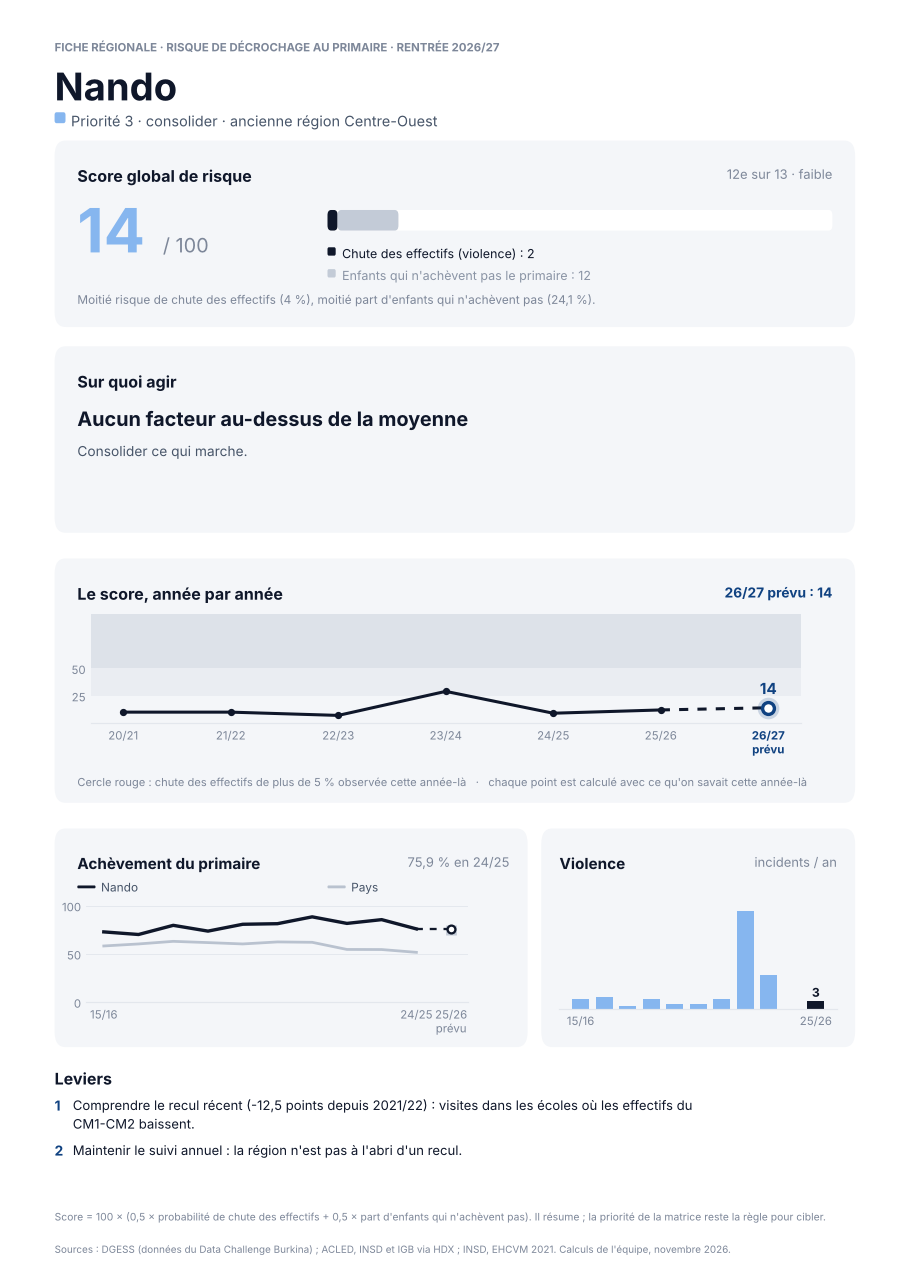 FICHE RÉGIONALE · RISQUE DE DÉCROCHAGE AU PRIMAIRE · RENTRÉE 2026/27
Nando
Priorité 3 · consolider · ancienne région Centre-Ouest
Score global de risque
12e sur 13 · faible
14 / 100
Chute des effectifs (violence) : 2
Enfants qui n'achèvent pas le primaire : 12
Moitié risque de chute des effectifs (4 %), moitié part d'enfants qui n'achèvent pas (24,1 %).
Sur quoi agir
Aucun facteur au-dessus de la moyenne
Consolider ce qui marche.
Le score, année par année
26/27 prévu : 14
50
25
14
20/21 21/22 22/23 23/24 24/25 25/26 26/27
prévu
Cercle rouge : chute des effectifs de plus de 5 % observée cette année-là · chaque point est calculé avec ce qu'on savait cette année-là
Achèvement du primaire
75,9 % en 24/25
Nando Pays
100
50
0
15/16 24/25 25/26
prévu
Violence
incidents / an
3
15/16 25/26
Leviers
1 Comprendre le recul récent (-12,5 points depuis 2021/22) : visites dans les écoles où les effectifs du
CM1-CM2 baissent.
2 Maintenir le suivi annuel : la région n'est pas à l'abri d'un recul.
Score = 100 × (0,5 × probabilité de chute des effectifs + 0,5 × part d'enfants qui n'achèvent pas). Il résume ; la priorité de la matrice reste la règle pour cibler.
Sources : DGESS (données du Data Challenge Burkina) ; ACLED, INSD et IGB via HDX ; INSD, EHCVM 2021. Calculs de l'équipe, novembre 2026.